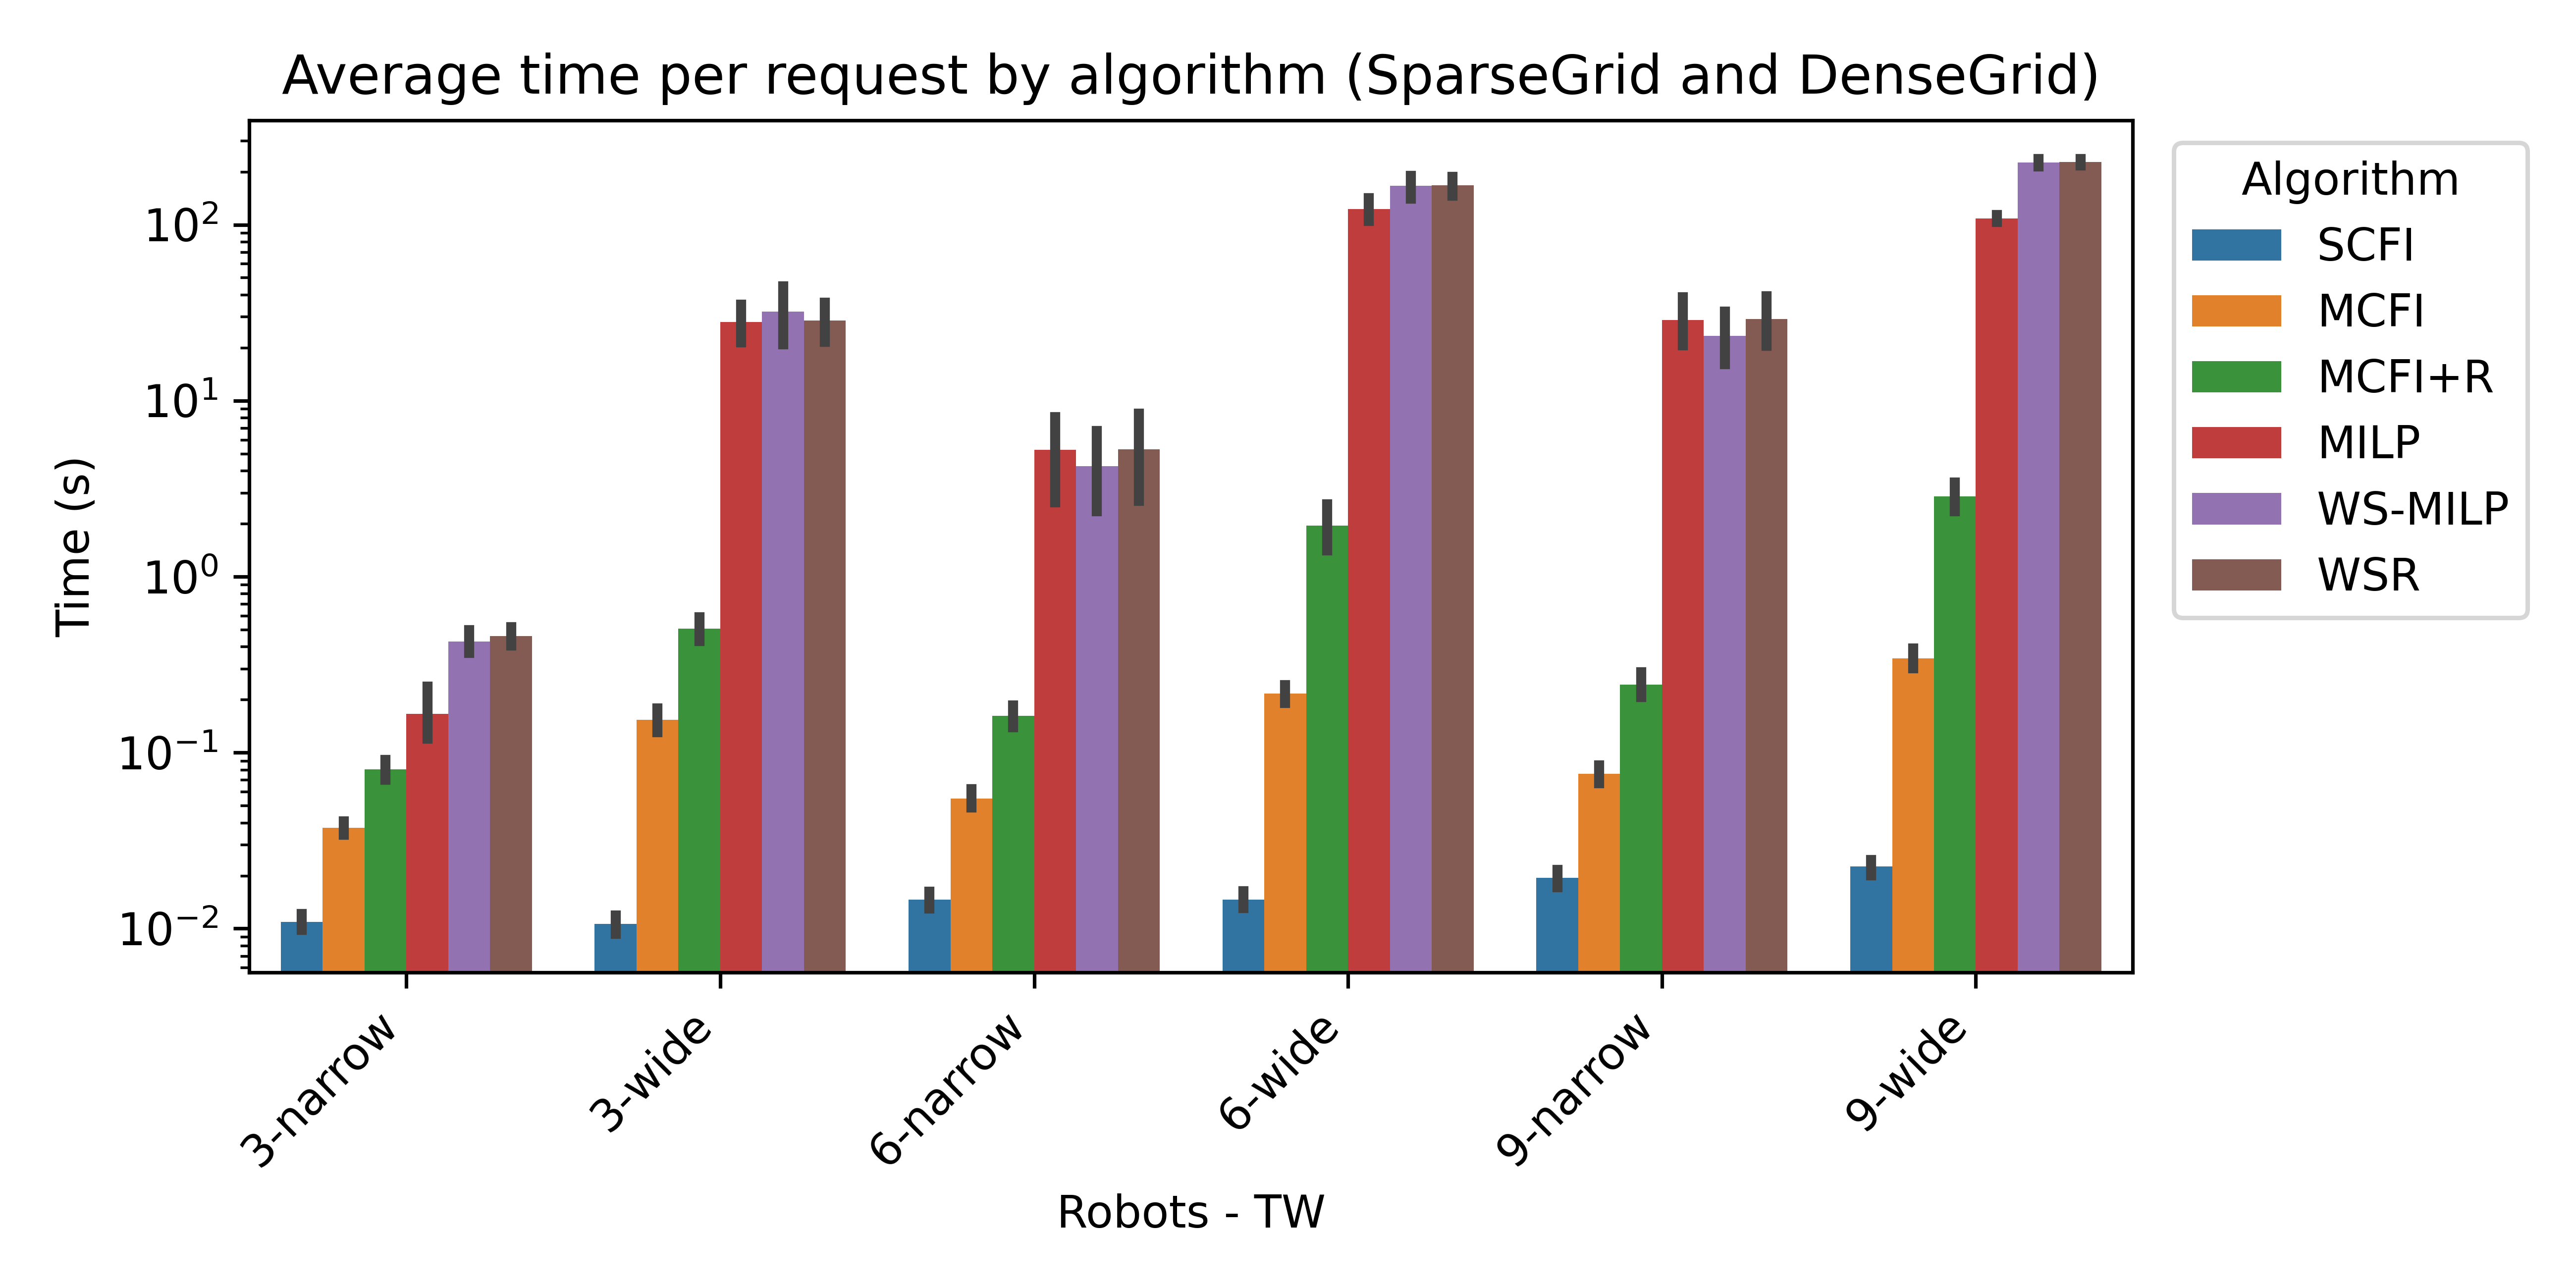 Average time per request by algorithm (SparseGrid and DenseGrid)
Time (s)
10²
10¹
10⁰
10⁻¹
10⁻²
3-narrow
3-wide
6-narrow
6-wide
9-narrow
9-wide
Robots - TW
Algorithm
SCFI
MCFI
MCFI+R
MILP
WS-MILP
WSR